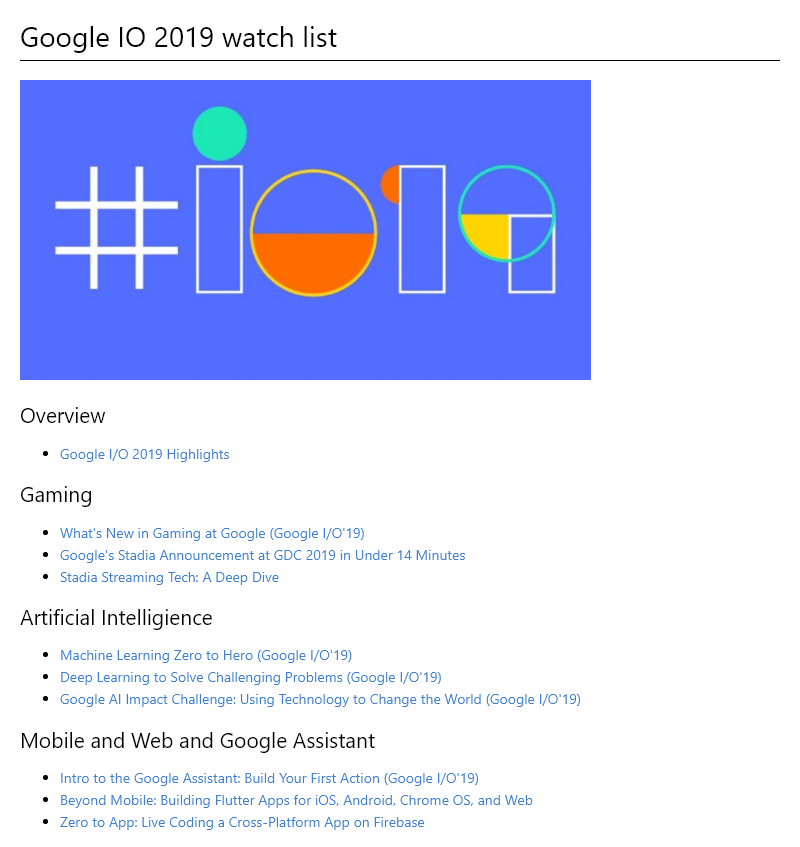 Google IO 2019 watch list
#io19
Overview
Google I/O 2019 Highlights
Gaming
What's New in Gaming at Google (Google I/O'19)
Google's Stadia Announcement at GDC 2019 in Under 14 Minutes
Stadia Streaming Tech: A Deep Dive
Artificial Intelligience
Machine Learning Zero to Hero (Google I/O'19)
Deep Learning to Solve Challenging Problems (Google I/O'19)
Google AI Impact Challenge: Using Technology to Change the World (Google I/O'19)
Mobile and Web and Google Assistant
Intro to the Google Assistant: Build Your First Action (Google I/O'19)
Beyond Mobile: Building Flutter Apps for iOS, Android, Chrome OS, and Web
Zero to App: Live Coding a Cross-Platform App on Firebase